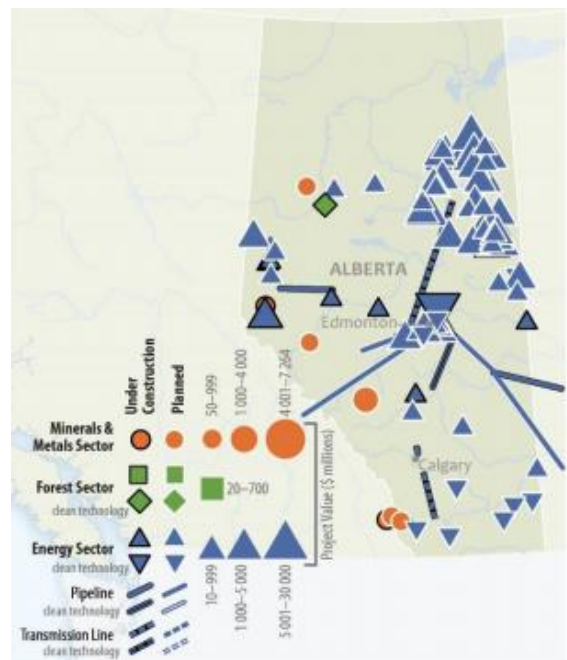 ALBERTA
Edmonton
Calgary
Under
Construction
Planned
50–999
1 000–4 000
4 001–7 264
Minerals &
Metals Sector
Forest Sector
clean technology
20–700
Energy Sector
clean technology
10–999
1 000–5 000
5 001–30 000
Project Value ($ millions)
Pipeline
clean technology
Transmission Line
clean technology